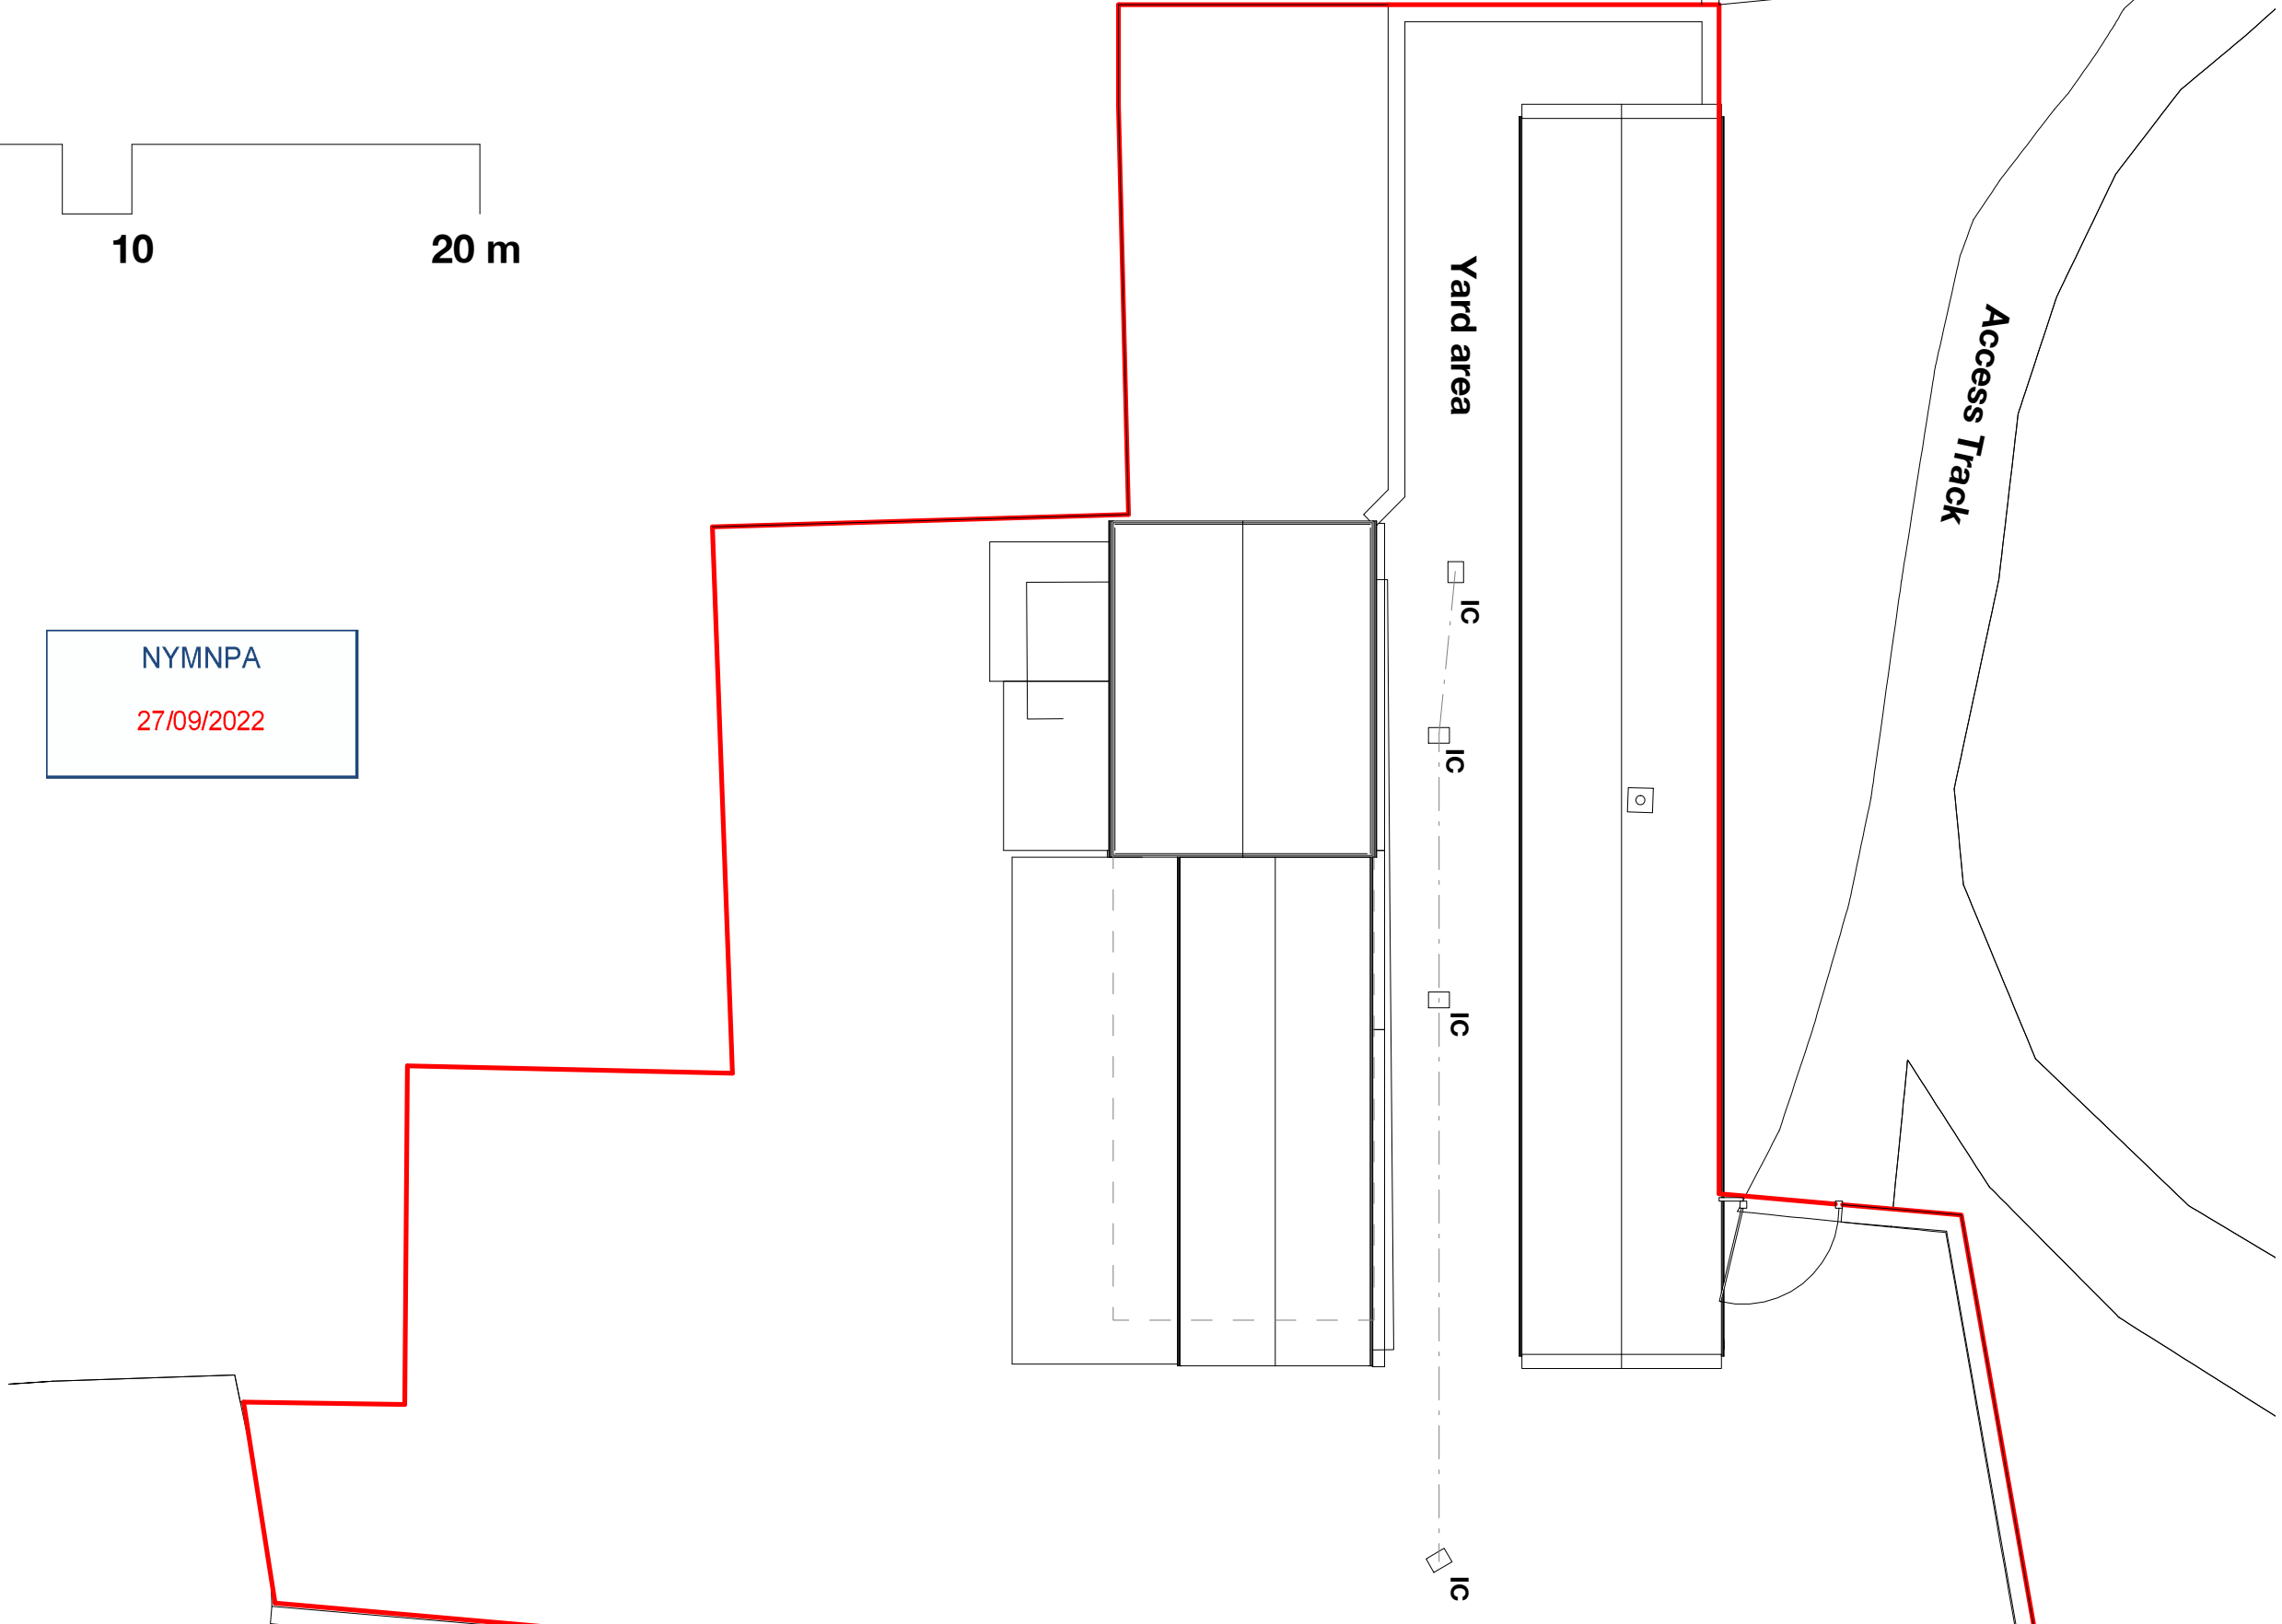 10
20 m
Yard area
Access Track
IC
NYMNPA
27/09/2022
IC
IC
IC